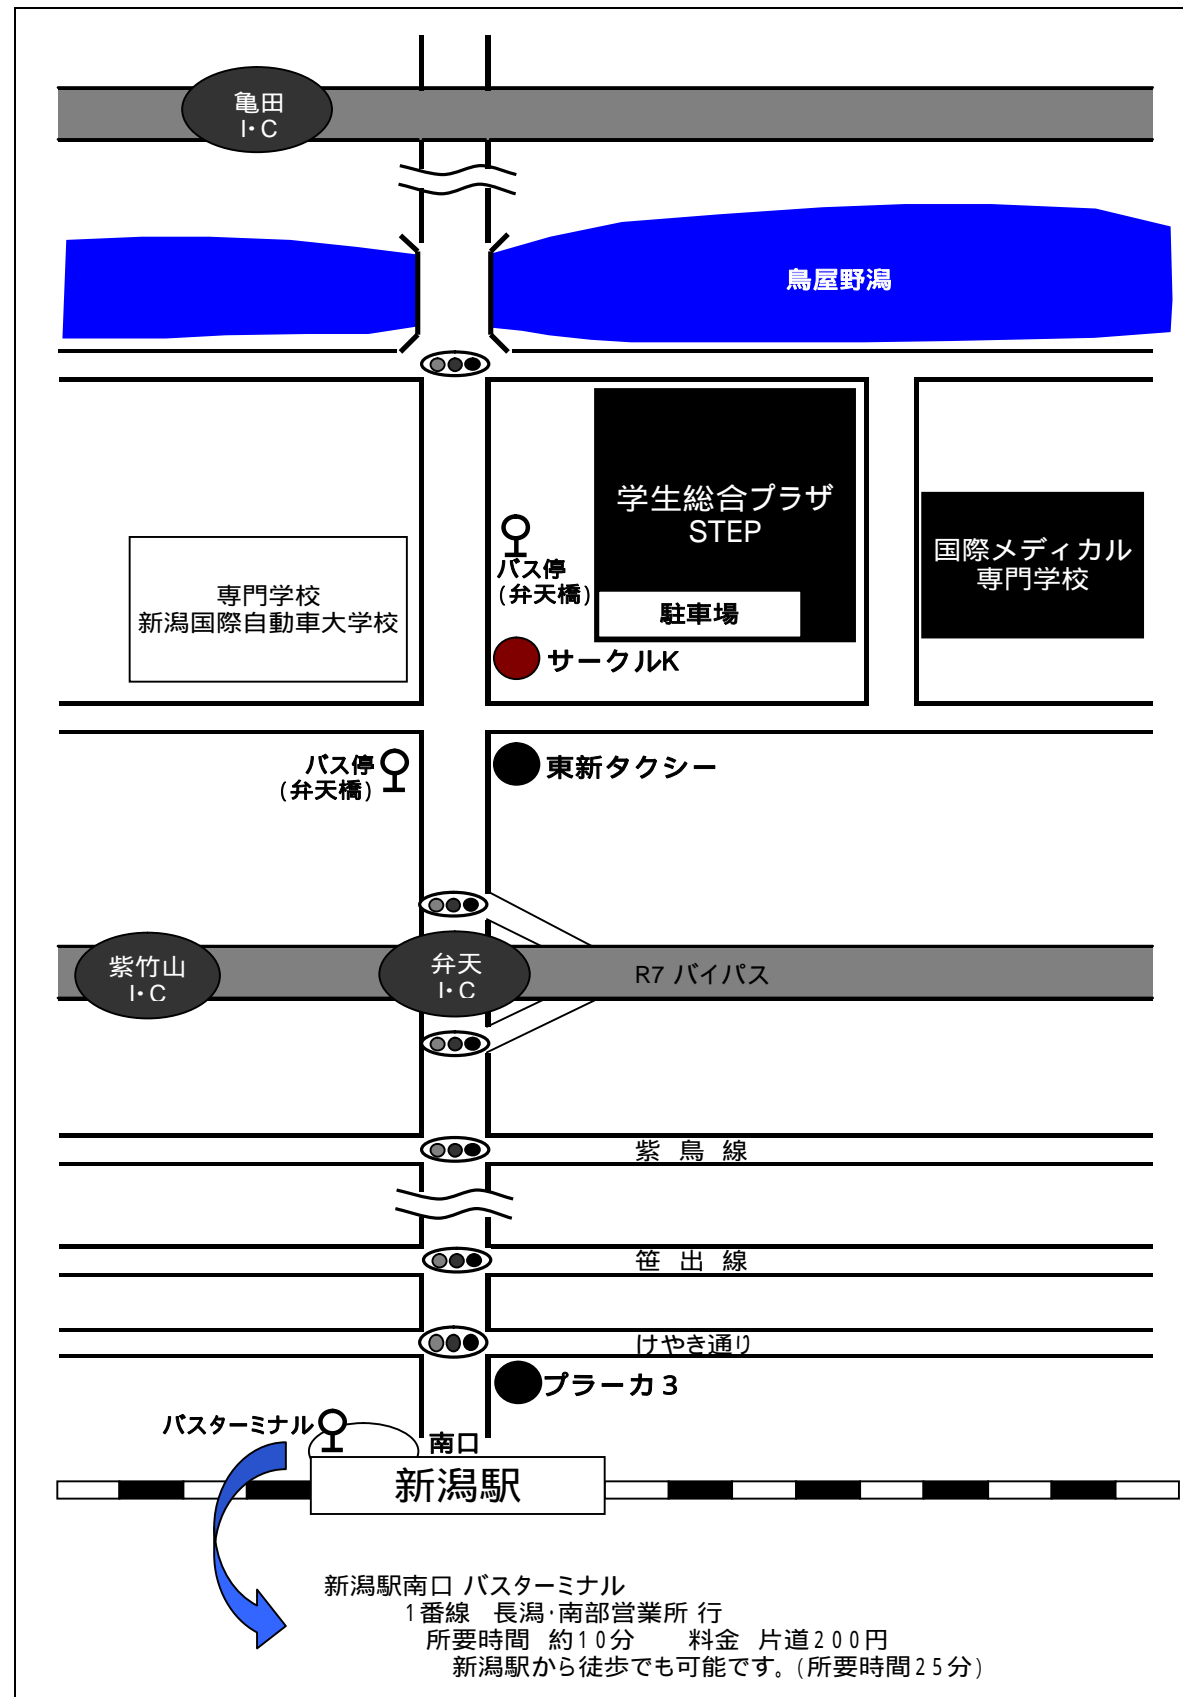 亀田
I・C
鳥屋野潟
学生総合プラザ
STEP
国際メディカル
専門学校
バス停
(弁天橋)
専門学校
新潟国際自動車大学校
駐車場
サークルK
バス停
(弁天橋)
東新タクシー
紫竹山
I・C
弁天
I・C
R7 バイパス
紫 鳥 線
笹 出 線
けやき通り
プラーカ3
バスターミナル
南口
新潟駅
新潟駅南口 バスターミナル
1番線 長潟・南部営業所 行
所要時間 約10分 料金 片道200円
新潟駅から徒歩でも可能です。(所要時間25分)